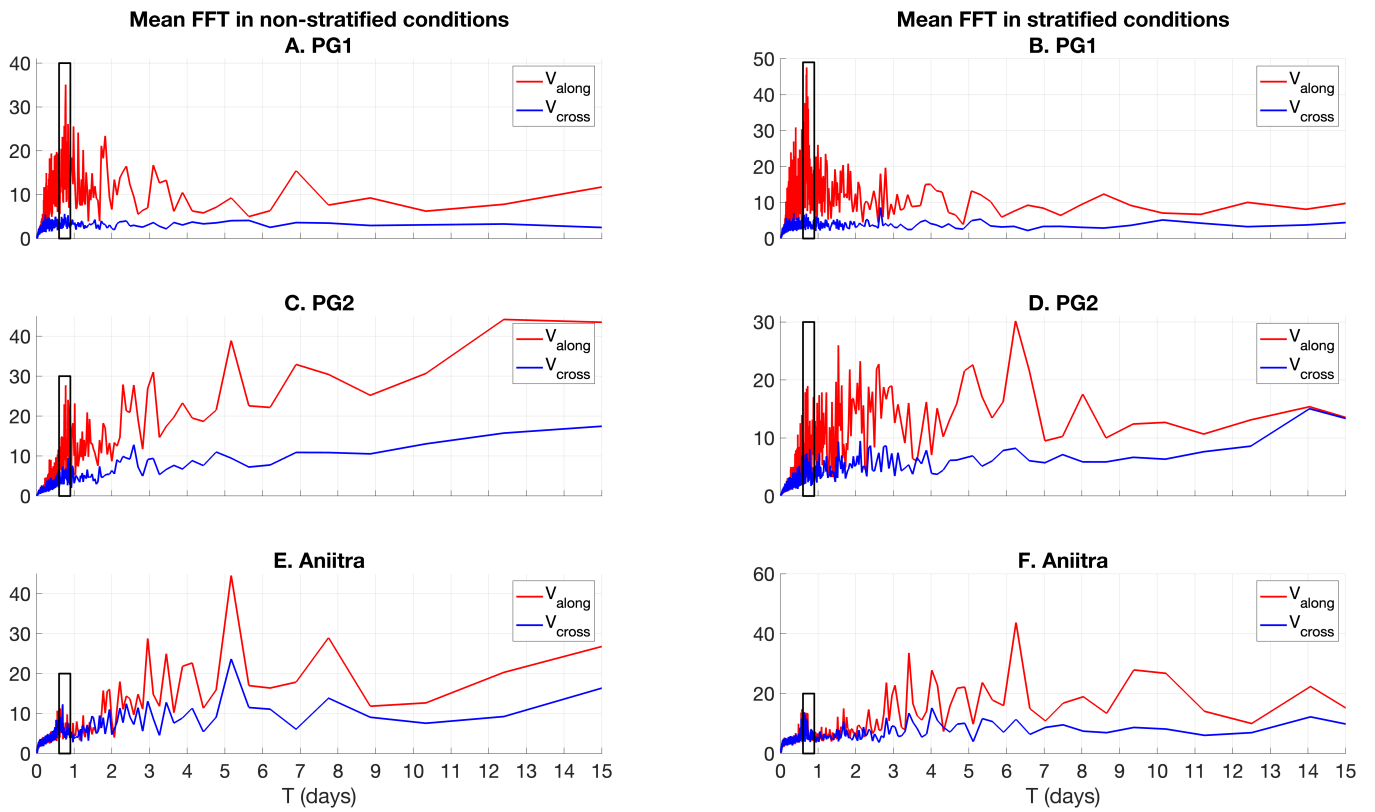 Mean FFT in non-stratified conditions
A. PG1
40
30
20
10
0
V_along
V_cross
Mean FFT in stratified conditions
B. PG1
50
40
30
20
10
0
V_along
V_cross
C. PG2
40
30
20
10
0
V_along
V_cross
D. PG2
30
20
10
0
V_along
V_cross
E. Aniitra
40
30
20
10
0
V_along
V_cross
0 1 2 3 4 5 6 7 8 9 10 11 12 13 14 15
T (days)
F. Aniitra
60
40
20
0
V_along
V_cross
0 1 2 3 4 5 6 7 8 9 10 11 12 13 14 15
T (days)